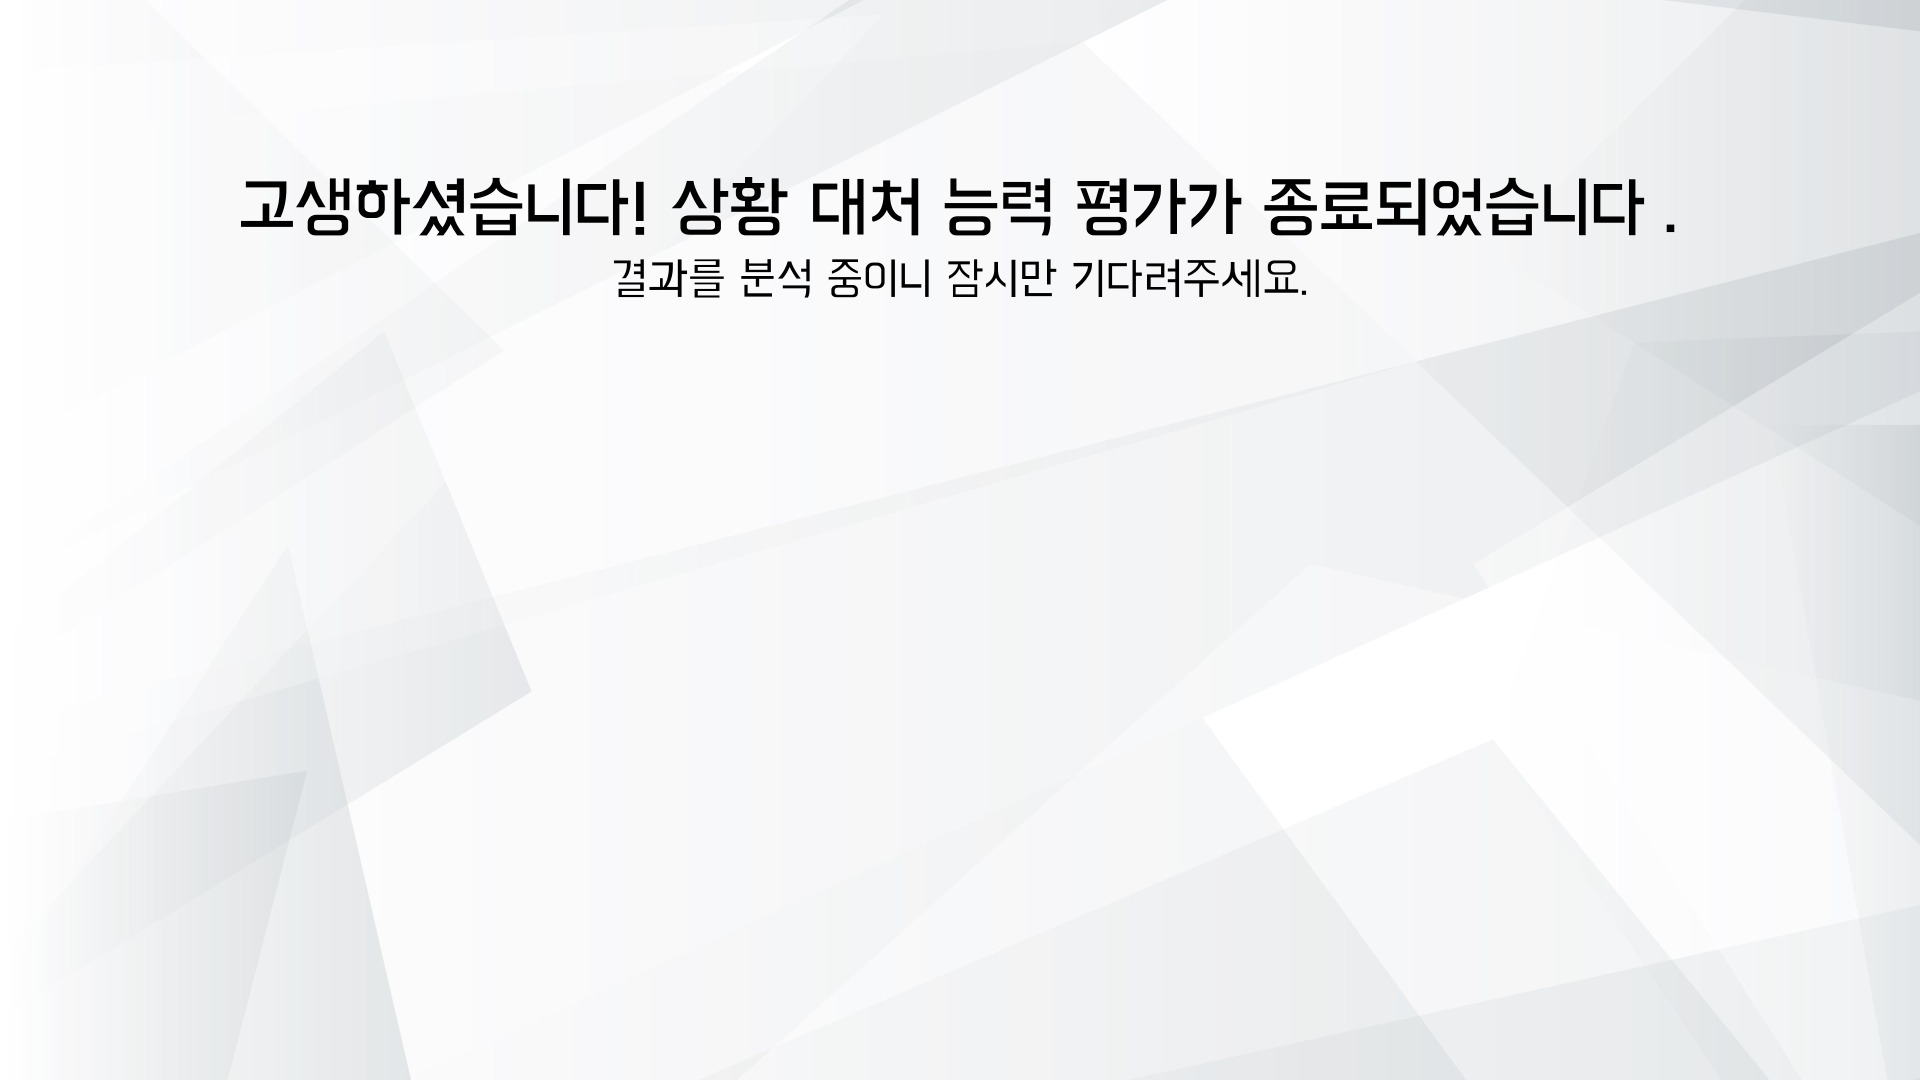 고생하셨습니다! 상황 대처 능력 평가가 종료되었습니다 .
결과를 분석 중이니 잠시만 기다려주세요.